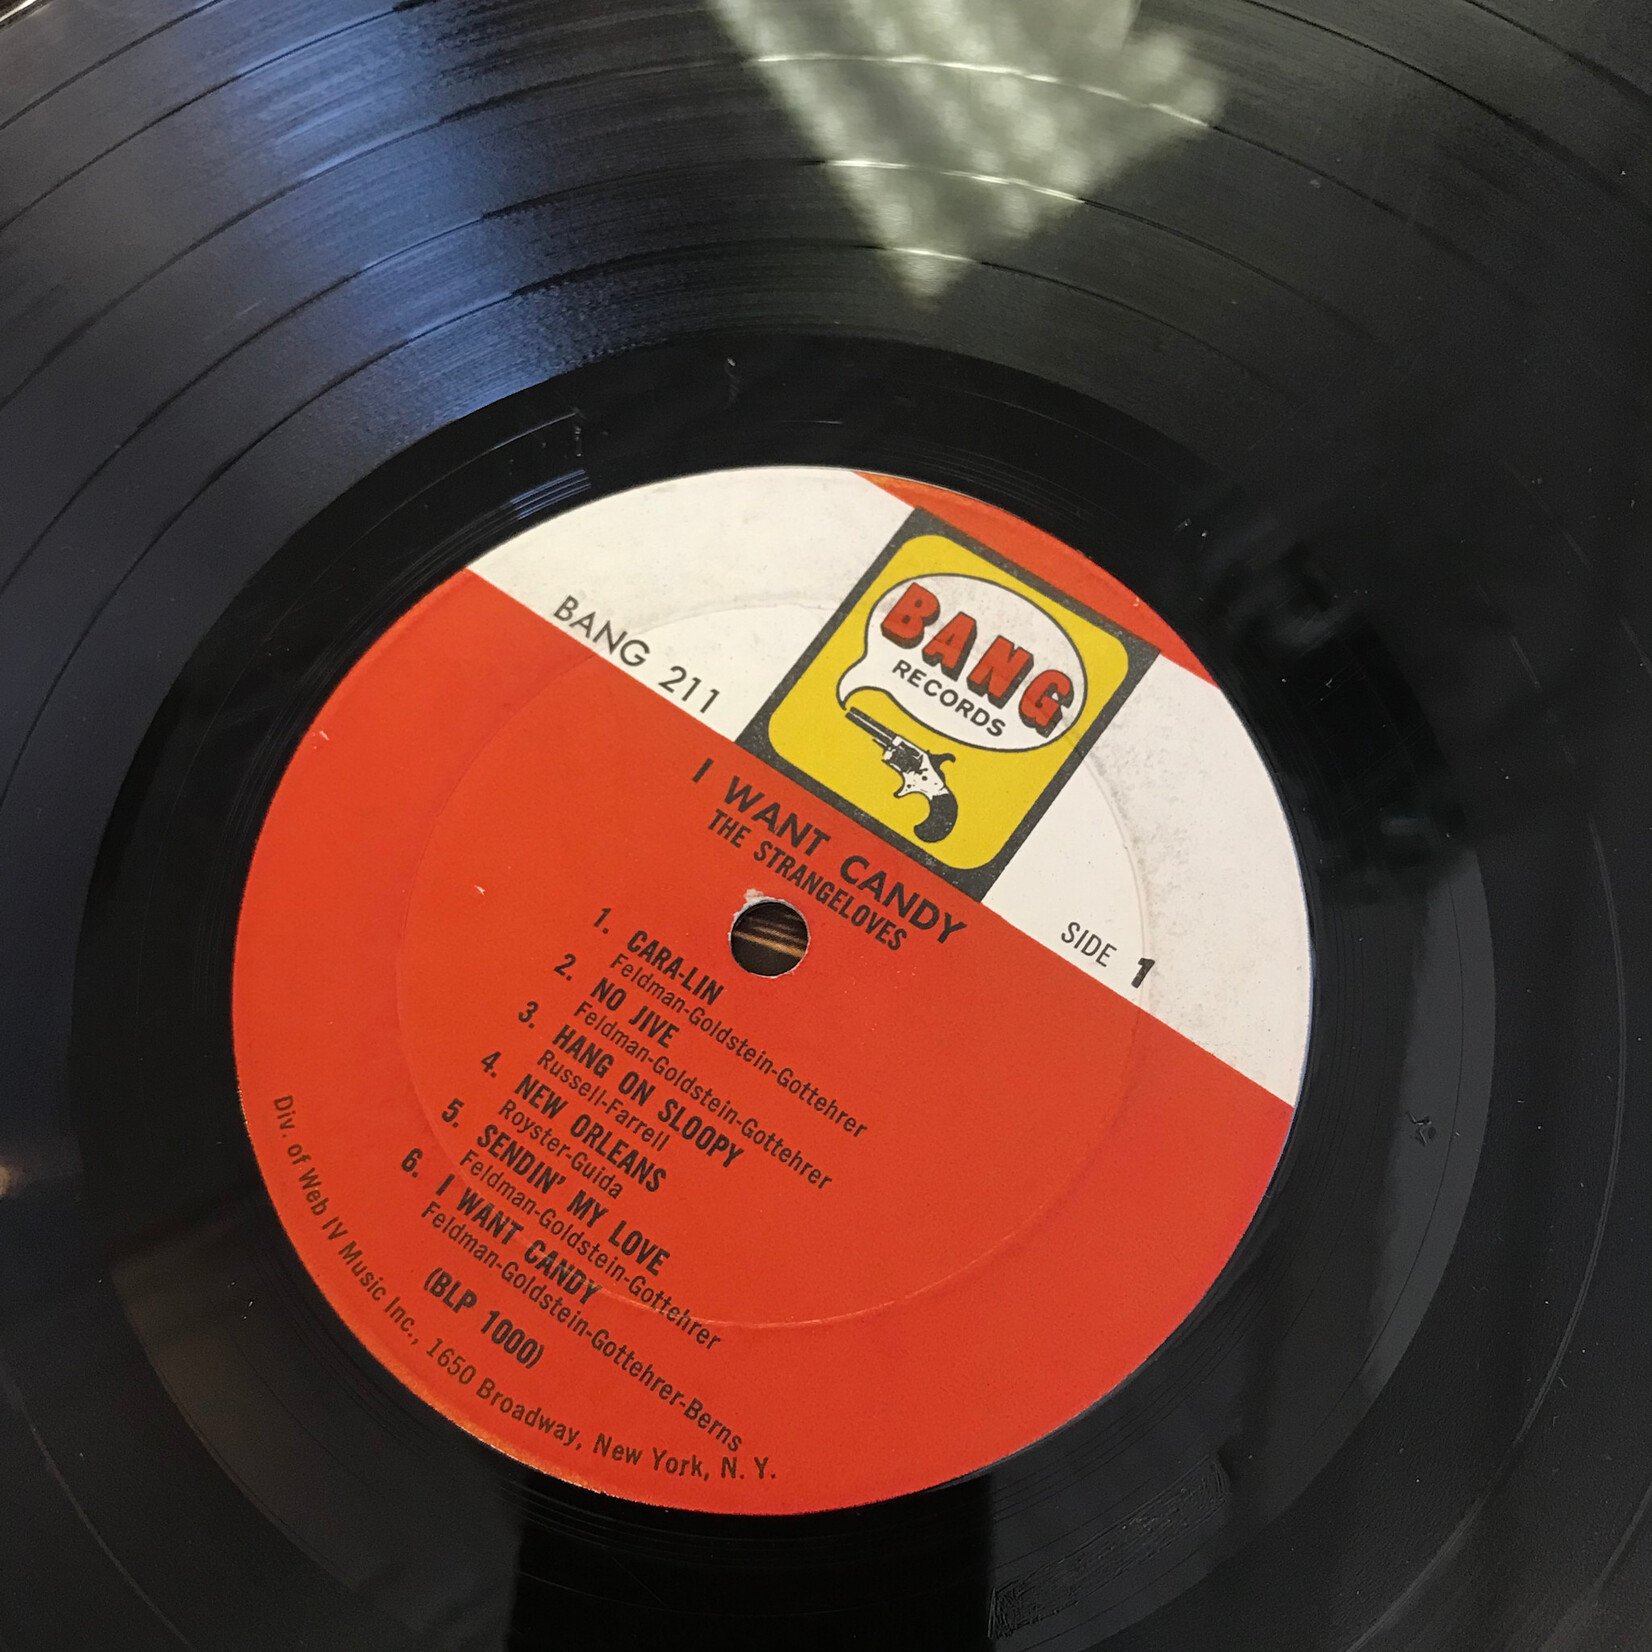 BANG
RECORDS
BANG 211
SIDE 1
I WANT CANDY
THE STRANGELOVES
1. CARA-LIN
Feldman-Goldstein-Gottehrer
2. NO JIVE
Feldman-Goldstein-Gottehrer
3. HANG ON SLOOPY
Russell-Farrell
4. NEW ORLEANS
Royster-Guida
5. SENDIN' MY LOVE
Feldman-Goldstein-Gottehrer
6. I WANT CANDY
Feldman-Goldstein-Gottehrer-Berns
(BLP 1000)
Div. of Web IV Music Inc., 1650 Broadway, New York, N. Y.